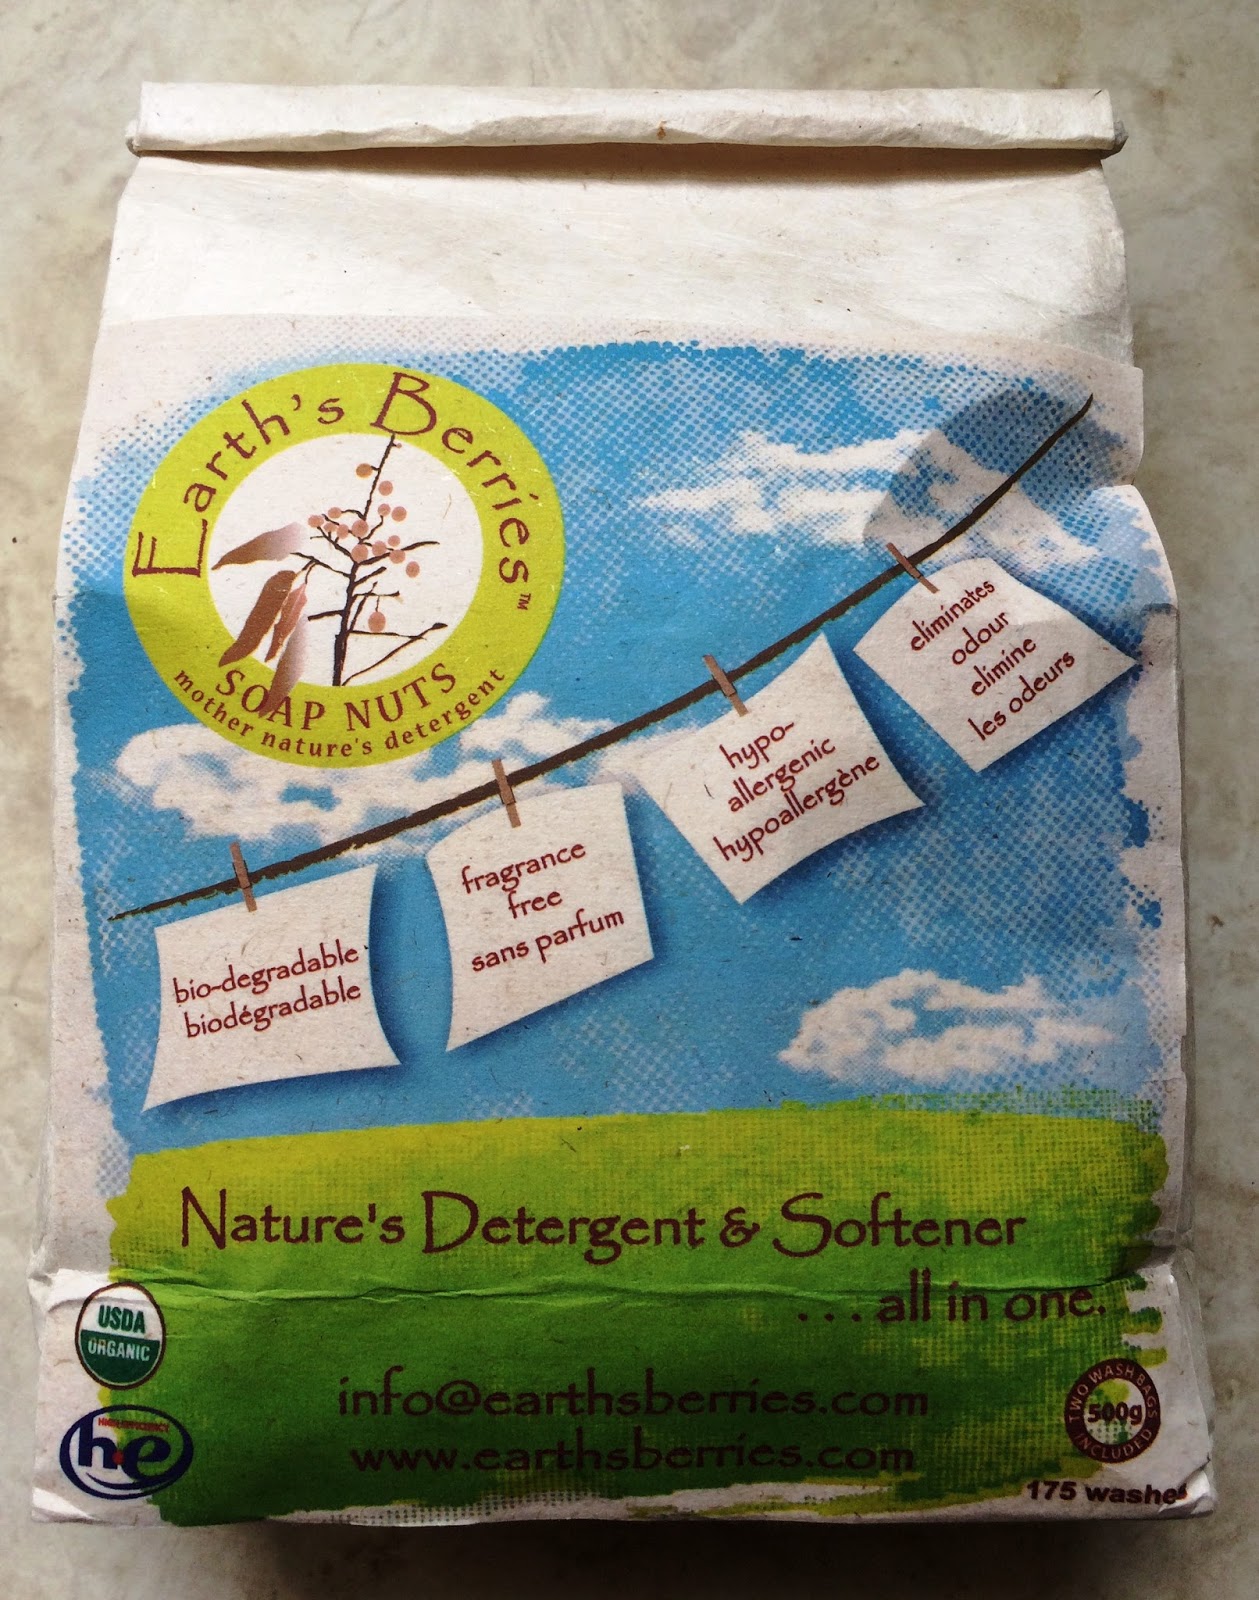 Earth's Berries™
SOAP NUTS
mother nature's detergent
eliminates
odour
elimine
les odeurs
hypo-
allergenic
hypoallergène
fragrance
free
sans parfum
bio-degradable
biodégradable
Nature's Detergent & Softener
...all in one.
USDA
ORGANIC
info@earthsberries.com
www.earthsberries.com
HIGH EFFICIENCY
he
TWO WASH BAGS
500g
INCLUDED
175 washes